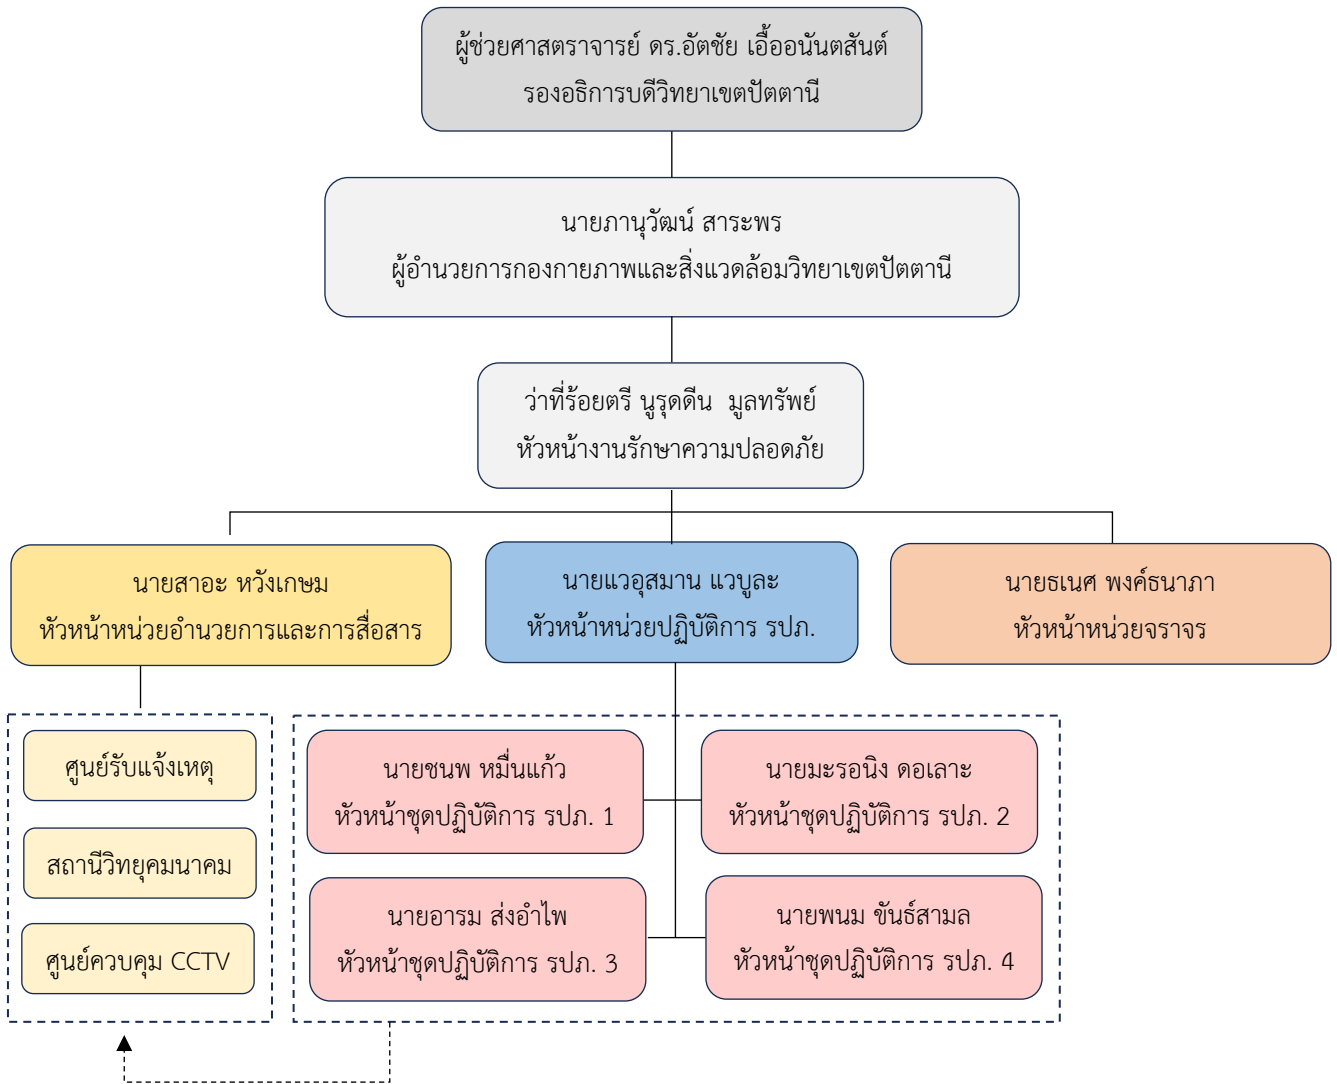 ผู้ช่วยศาสตราจารย์ ดร.อัตชัย เอื้ออนันตสันต์
รองอธิการบดีวิทยาเขตปัตตานี
นายภานุวัฒน์ สาระพร
ผู้อำนวยการกองกายภาพและสิ่งแวดล้อมวิทยาเขตปัตตานี
ว่าที่ร้อยตรี นูรุดดีน  มูลทรัพย์
หัวหน้างานรักษาความปลอดภัย
นายสาอะ หวังเกษม
หัวหน้าหน่วยอำนวยการและการสื่อสาร
นายแวอุสมาน แวบูละ
หัวหน้าหน่วยปฏิบัติการ รปภ.
นายธเนศ พงค์ธนาภา
หัวหน้าหน่วยจราจร
ศูนย์รับแจ้งเหตุ
สถานีวิทยุคมนาคม
ศูนย์ควบคุม CCTV
นายชนพ หมื่นแก้ว
หัวหน้าชุดปฏิบัติการ รปภ. 1
นายมะรอนิง ดอเลาะ
หัวหน้าชุดปฏิบัติการ รปภ. 2
นายอารม ส่งอำไพ
หัวหน้าชุดปฏิบัติการ รปภ. 3
นายพนม ขันธ์สามล
หัวหน้าชุดปฏิบัติการ รปภ. 4